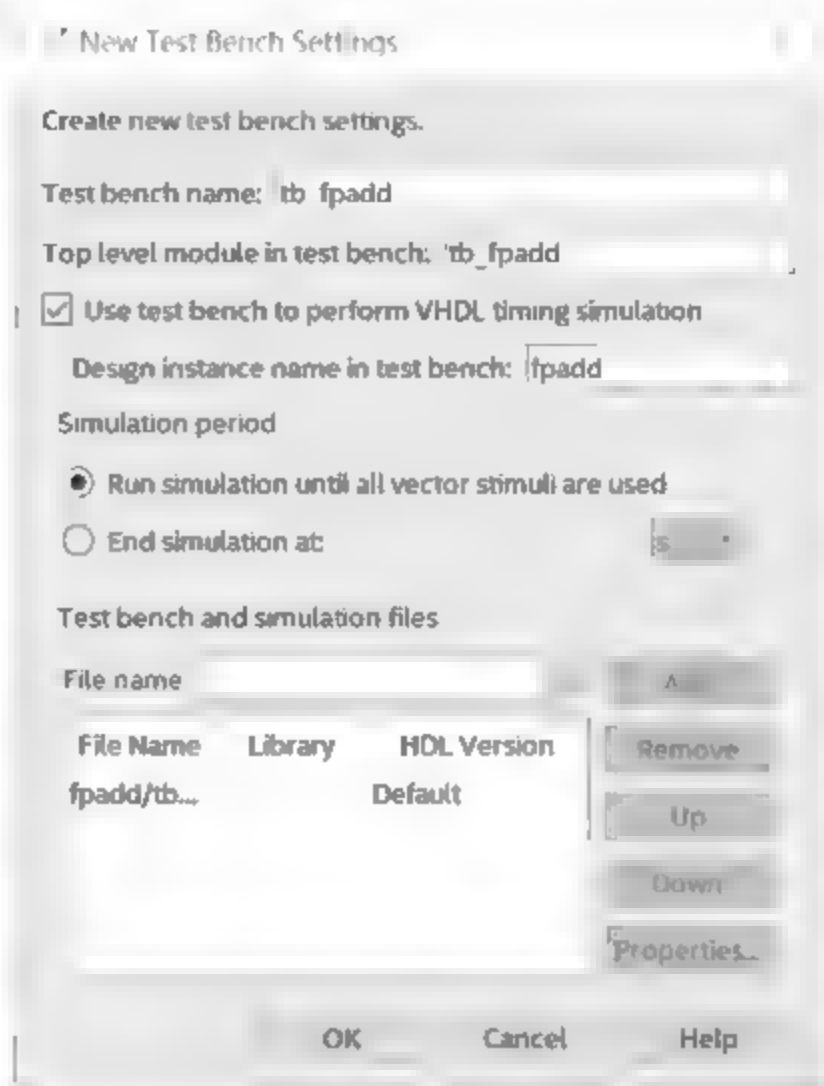 New Test Bench Settings
Create new test bench settings.
Test bench name: tb_fpadd
Top level module in test bench: tb_fpadd
Use test bench to perform VHDL timing simulation
Design instance name in test bench: fpadd
Simulation period
Run simulation until all vector stimuli are used
End simulation at: s
Test bench and simulation files
File name
File Name Library HDL Version Remove
fpadd/tb... Default
Up
Down
Properties...
OK Cancel Help